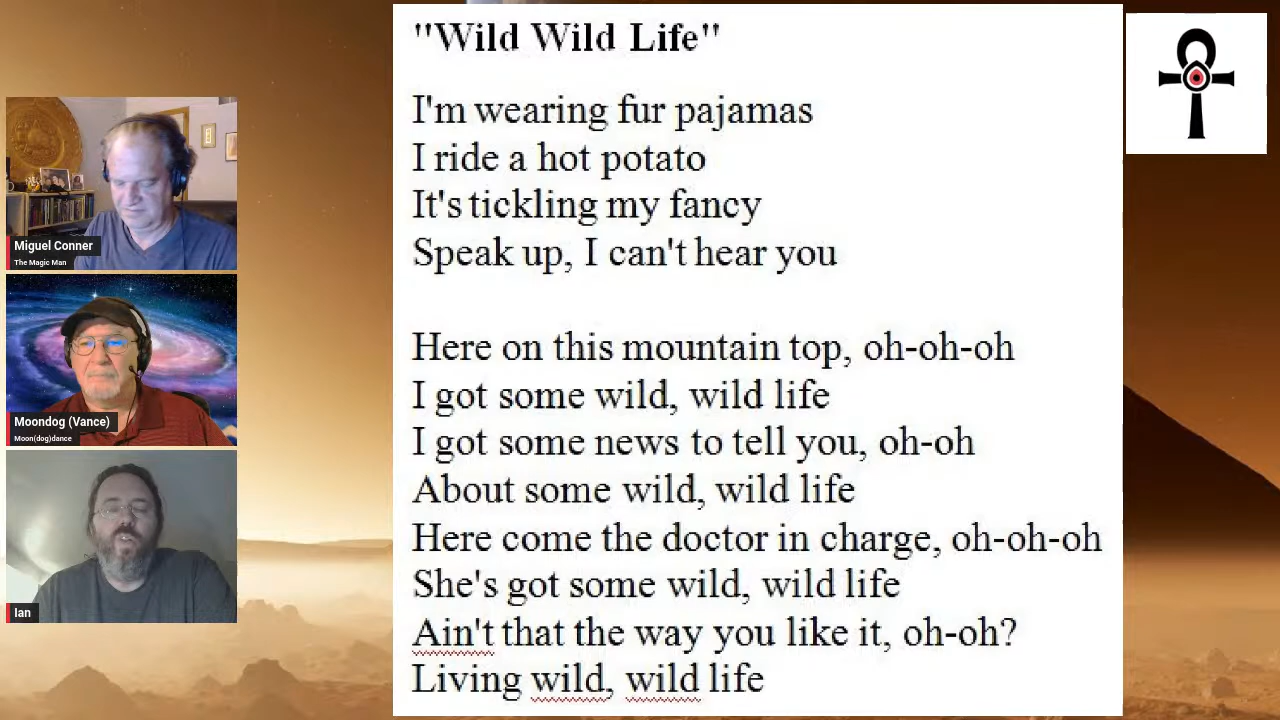 "Wild Wild Life"
I'm wearing fur pajamas
I ride a hot potato
It's tickling my fancy
Speak up, I can't hear you
Here on this mountain top, oh-oh-oh
I got some wild, wild life
I got some news to tell you, oh-oh
About some wild, wild life
Here come the doctor in charge, oh-oh-oh
She's got some wild, wild life
Ain't that the way you like it, oh-oh?
Living wild, wild life
Miguel Conner
The Magic Man
Moondog (Vance)
Moon(dog)dance
Ian